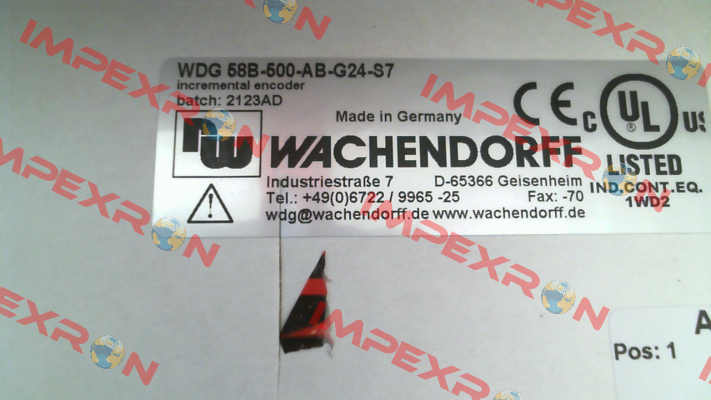 WDG 58B-500-AB-G24-S7
incremental encoder
batch: 2123AD
Made in Germany
CE
c UL US
®
LISTED
IND.CONT.EQ.
1WD2
WACHENDORFF
Industriestraße 7 D-65366 Geisenheim
Tel.: +49(0)6722 / 9965 -25 Fax: -70
wdg@wachendorff.de www.wachendorff.de
A
Pos: 1
IMPEXRON
IMPEXRON
IMPEXRON
IMPEXRON
IMPEXRON
IMPEXRON